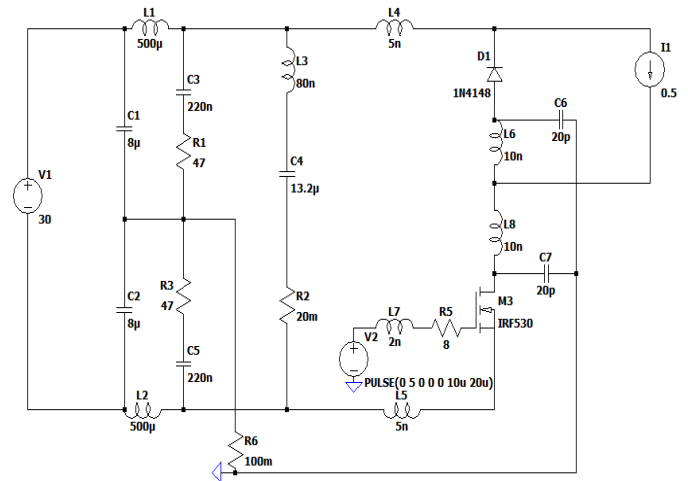 L1
500µ
L4
5n
I1
0.5
D1
1N4148
L3
80n
C3
220n
C6
20p
C1
8µ
R1
47
L6
10n
C4
13.2µ
V1
30
L8
10n
C7
20p
R3
47
C2
8µ
R2
20m
L7
2n
R5
8
M3
IRF530
V2
PULSE(0 5 0 0 0 10u 20u)
C5
220n
L2
500µ
L5
5n
R6
100m